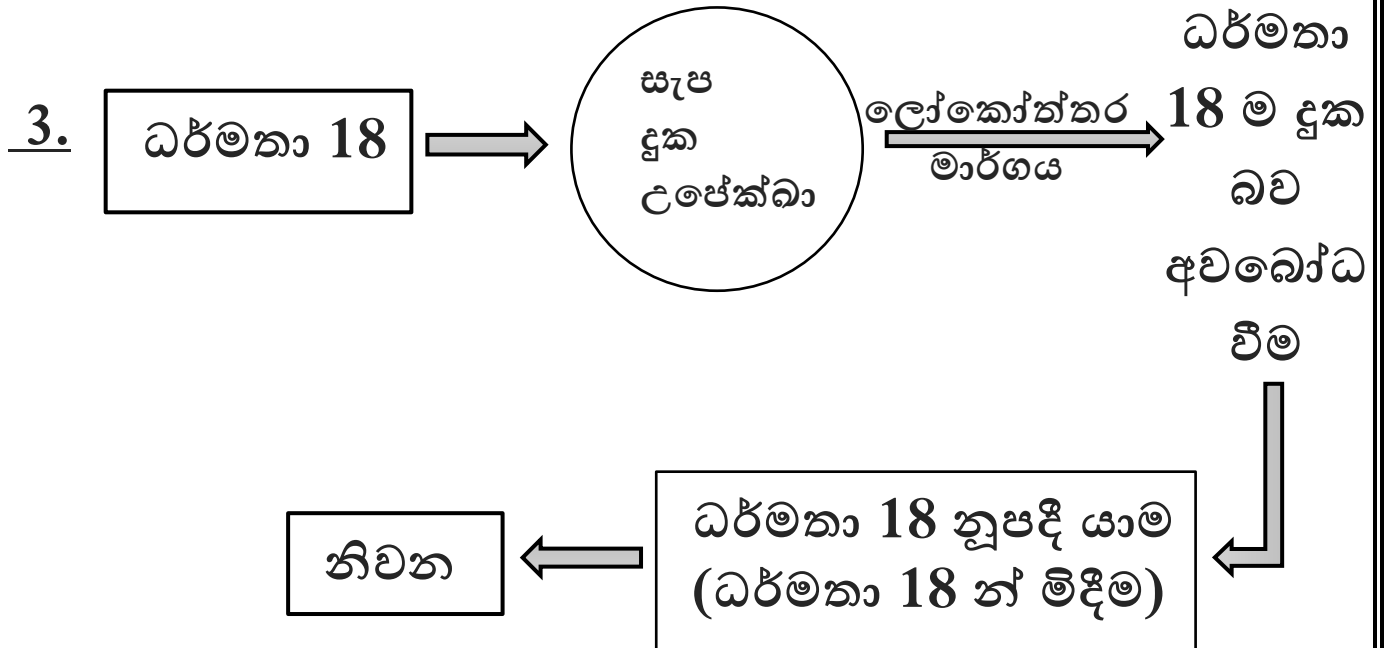 3.
ධර්මතා 18
සැප
දුක
උපේක්ඛා
ලෝකෝත්තර
මාර්ගය
ධර්මතා
18 ම දුක
බව
අවබෝධ
වීම
ධර්මතා 18 නූපදී යාම
(ධර්මතා 18 න් මිදීම)
නිවන